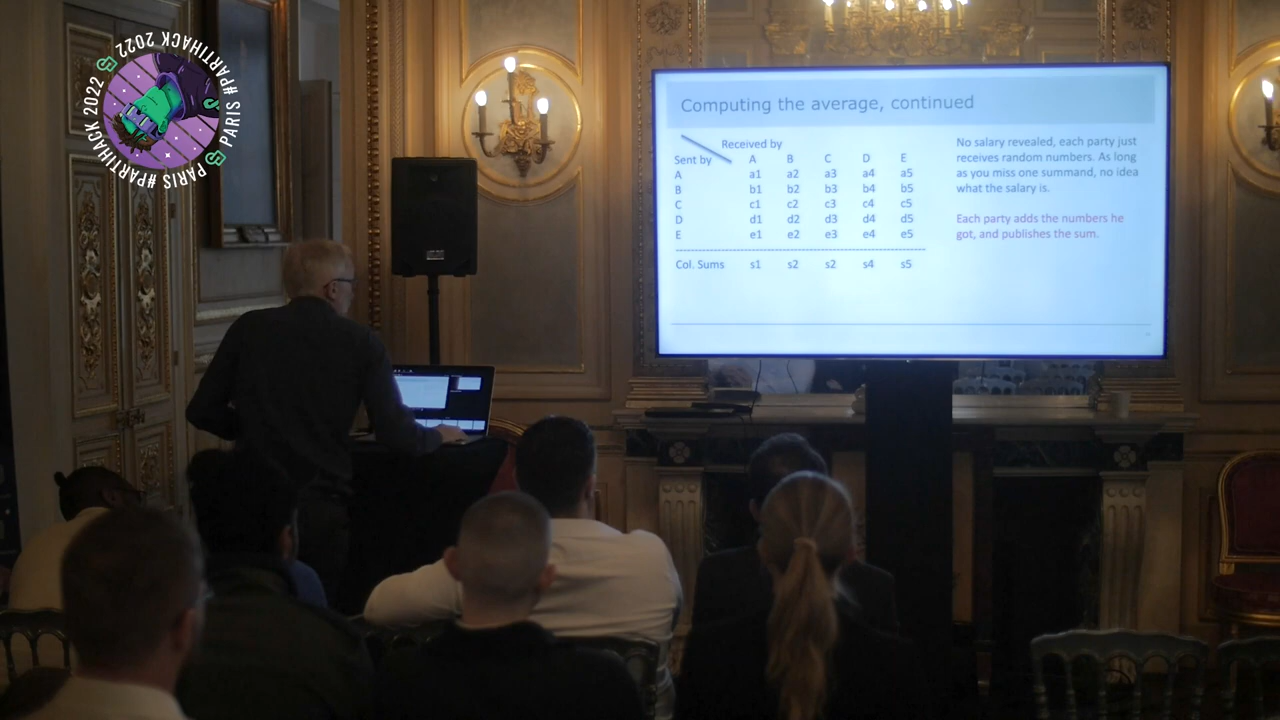 #PARTIHACK 2022
PARIS #PARTIHACK 2022
PARIS
Computing the average, continued
Received by
Sent by A B C D E
A a1 a2 a3 a4 a5
B b1 b2 b3 b4 b5
C c1 c2 c3 c4 c5
D d1 d2 d3 d4 d5
E e1 e2 e3 e4 e5
Col. Sums s1 s2 s2 s4 s5
No salary revealed, each party just
receives random numbers. As long
as you miss one summand, no idea
what the salary is.
Each party adds the numbers he
got, and publishes the sum.